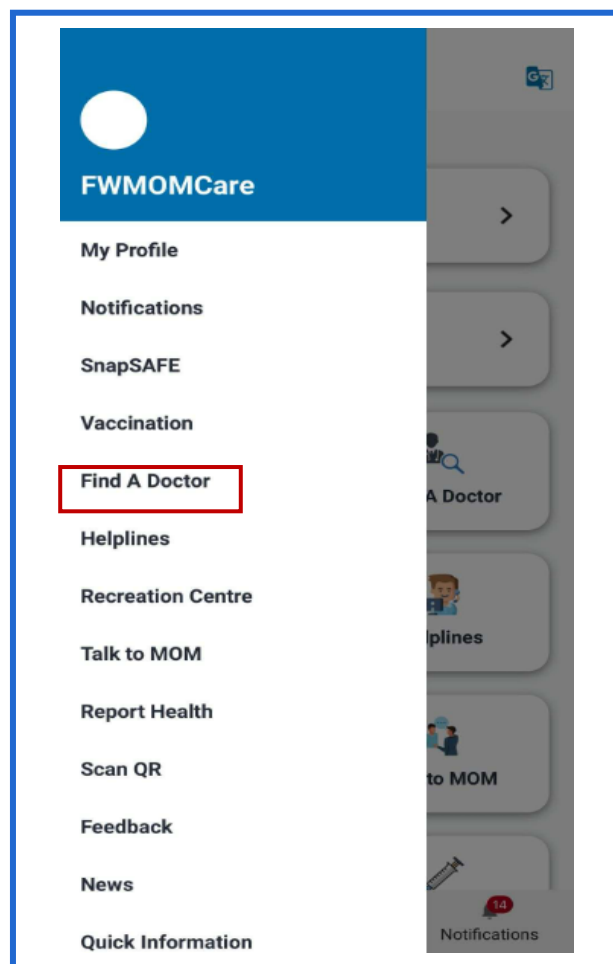 FWMOMCare
My Profile
Notifications
SnapSAFE
Vaccination
Find A Doctor
A Doctor
Helplines
Recreation Centre
lplines
Talk to MOM
Report Health
Scan QR
to MOM
Feedback
News
14
Notifications
Quick Information